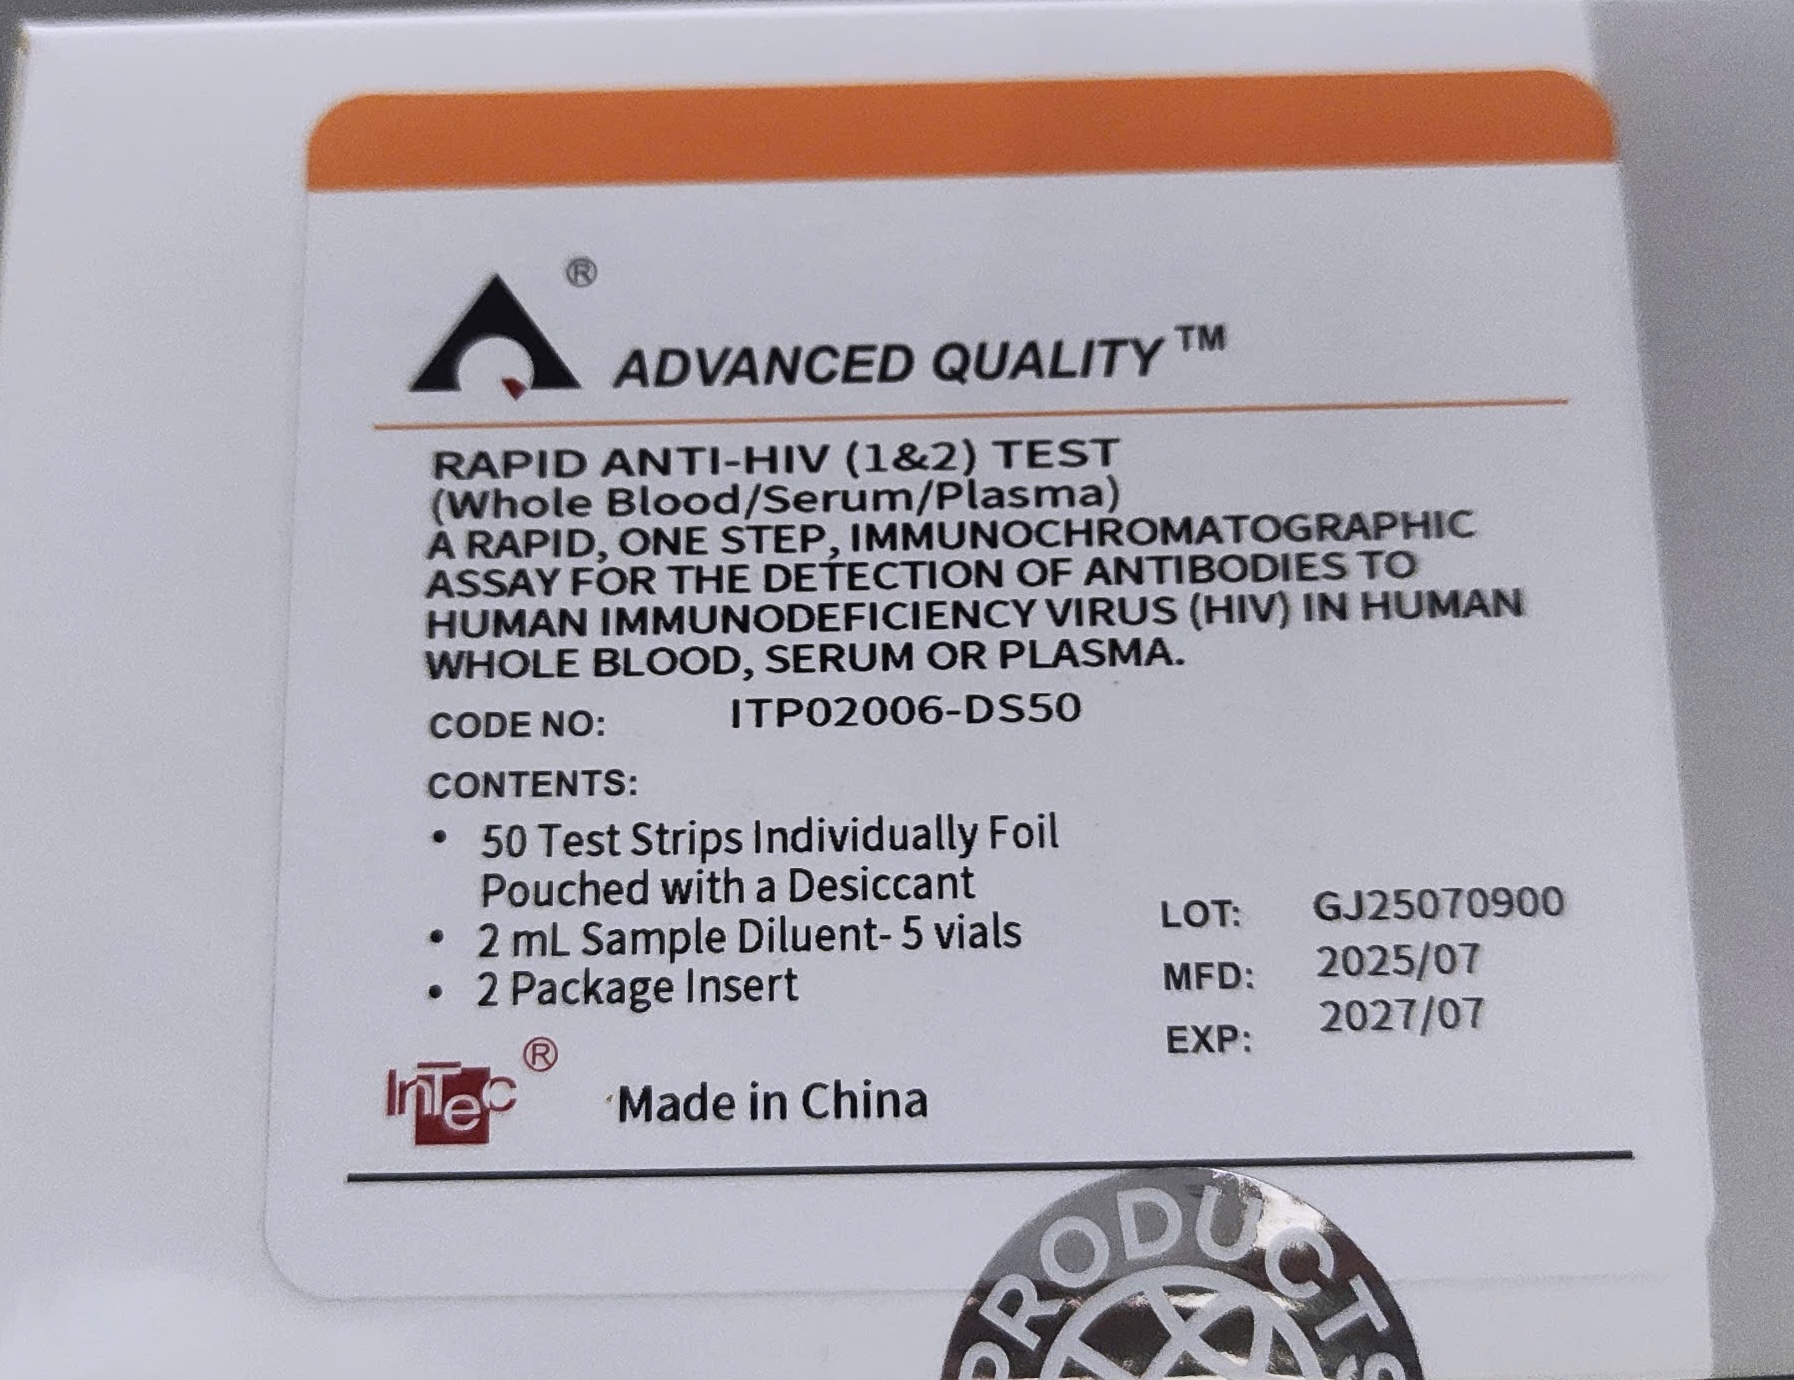 ®
ADVANCED QUALITY™
RAPID ANTI-HIV (1&2) TEST
(Whole Blood/Serum/Plasma)
A RAPID, ONE STEP, IMMUNOCHROMATOGRAPHIC
ASSAY FOR THE DETECTION OF ANTIBODIES TO
HUMAN IMMUNODEFICIENCY VIRUS (HIV) IN HUMAN
WHOLE BLOOD, SERUM OR PLASMA.
CODE NO: ITP02006-DS50
CONTENTS:
• 50 Test Strips Individually Foil
Pouched with a Desiccant
• 2 mL Sample Diluent- 5 vials
• 2 Package Insert
LOT: GJ25070900
MFD: 2025/07
EXP: 2027/07
InTec®
Made in China
PRODUCTS